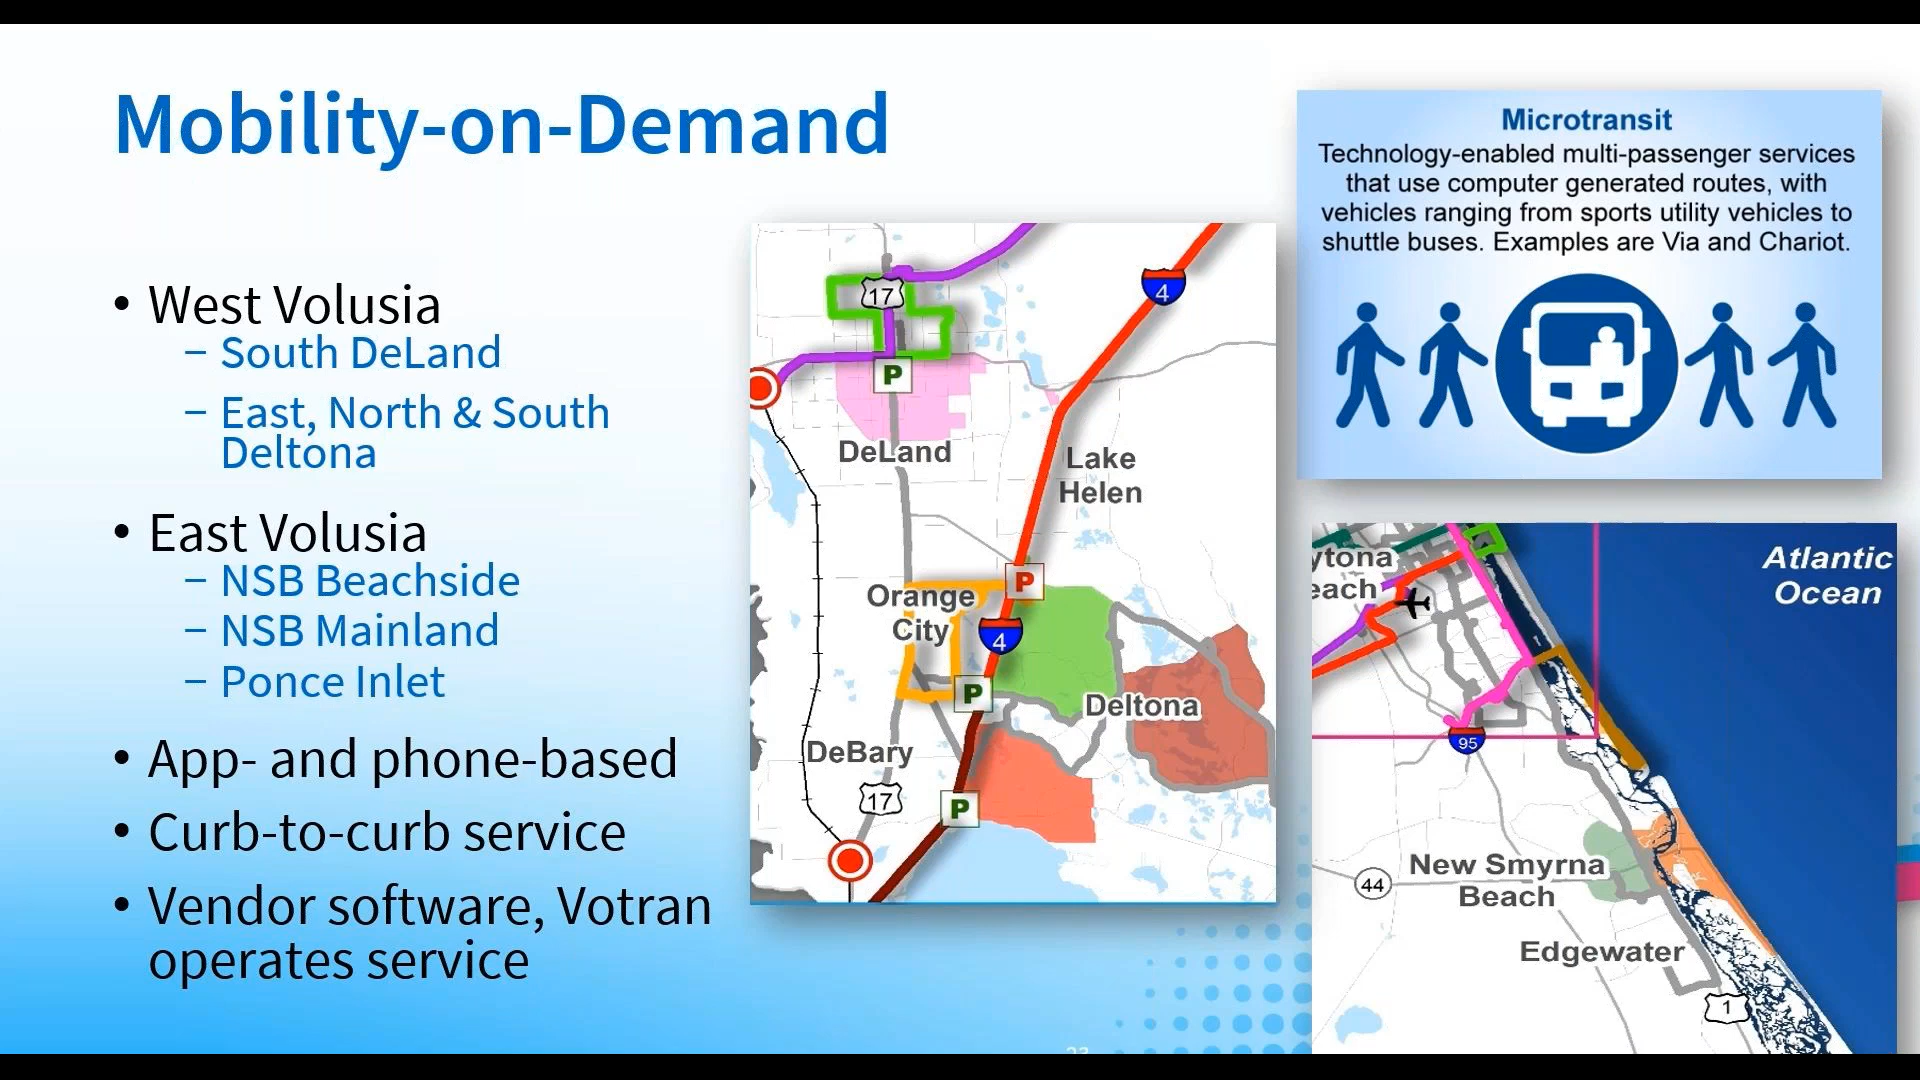 Mobility-on-Demand
• West Volusia
– South DeLand
– East, North & South
Deltona
• East Volusia
– NSB Beachside
– NSB Mainland
– Ponce Inlet
• App- and phone-based
• Curb-to-curb service
• Vendor software, Votran
operates service
17
4
P
DeLand
Lake
Helen
P
Orange
City
4
P
Deltona
DeBary
17
P
Microtransit
Technology-enabled multi-passenger services
that use computer generated routes, with
vehicles ranging from sports utility vehicles to
shuttle buses. Examples are Via and Chariot.
ytona
each
Atlantic
Ocean
95
New Smyrna
Beach
44
Edgewater
1